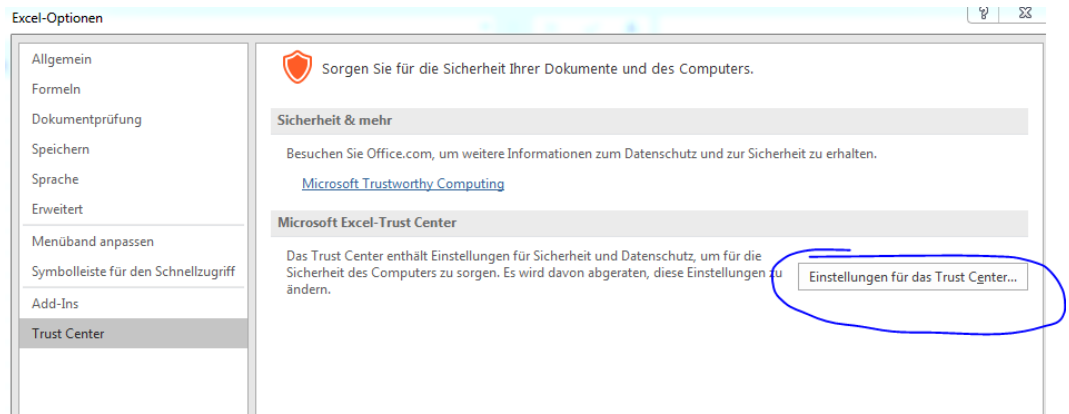 Excel-Optionen
Allgemein
Formeln
Dokumentprüfung
Speichern
Sprache
Erweitert
Menüband anpassen
Symbolleiste für den Schnellzugriff
Add-Ins
Trust Center
Sorgen Sie für die Sicherheit Ihrer Dokumente und des Computers.
Sicherheit & mehr
Besuchen Sie Office.com, um weitere Informationen zum Datenschutz und zur Sicherheit zu erhalten.
Microsoft Trustworthy Computing
Microsoft Excel-Trust Center
Das Trust Center enthält Einstellungen für Sicherheit und Datenschutz, um für die
Sicherheit des Computers zu sorgen. Es wird davon abgeraten, diese Einstellungen zu
ändern.
Einstellungen für das Trust Center...